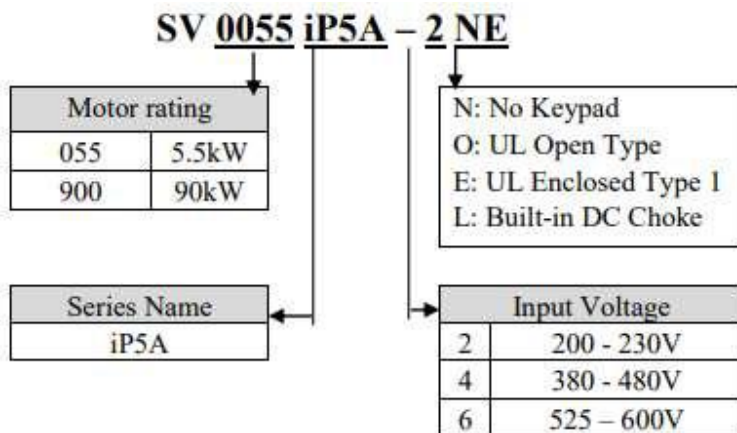 SV 0055 iP5A – 2 NE
Motor rating
055 5.5kW
900 90kW
N: No Keypad
O: UL Open Type
E: UL Enclosed Type 1
L: Built-in DC Choke
Series Name
iP5A
Input Voltage
2 200 - 230V
4 380 - 480V
6 525 – 600V